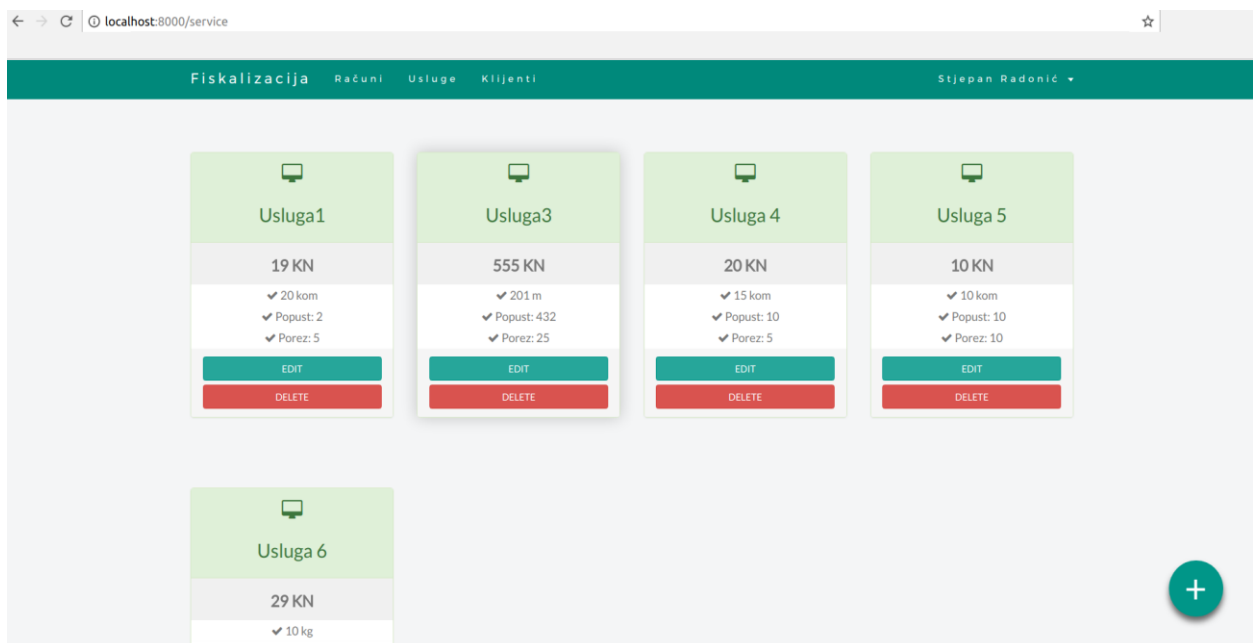 localhost:8000/service
Fiskalizacija Računi Usluge Klijenti Stjepan Radonić
Usluga1
19 KN
20 kom
Popust: 2
Porez: 5
EDIT
DELETE
Usluga3
555 KN
201 m
Popust: 432
Porez: 25
EDIT
DELETE
Usluga 4
20 KN
15 kom
Popust: 10
Porez: 5
EDIT
DELETE
Usluga 5
10 KN
10 kom
Popust: 10
Porez: 10
EDIT
DELETE
Usluga 6
29 KN
10 kg